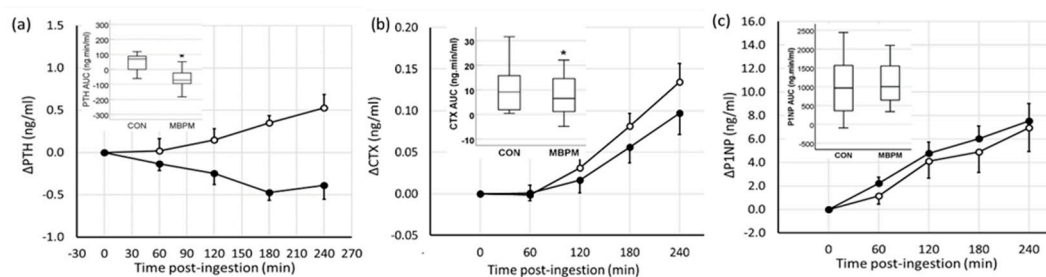 (a)
1.5
1.0
0.5
0.0
0.5
1.0
ΔPTH (ng/ml)
300
200
100
0
-100
-200
-300
PTH AUC (ng.min/ml)
*
CON MBPM
-30 0 30 60 90 120 150 180 210 240 270
Time post-ingestion (min)
(b)
0.20
0.15
0.10
0.05
0.00
0.05
-
ΔCTX (ng/ml)
30
20
10
0
-10
CTX AUC (ng.min/ml)
*
CON MBPM
0 60 120 180 240
Time post-ingestion (min)
(c)
16.0
14.0
12.0
10.0
8.0
6.0
4.0
2.0
0.0
-2.0
ΔP1NP (ng/ml)
2500
2000
1500
1000
500
0
-500
P1NP AUC (ng.min/ml)
CON MBPM
0 60 120 180 240
Time post-ingestion (min)